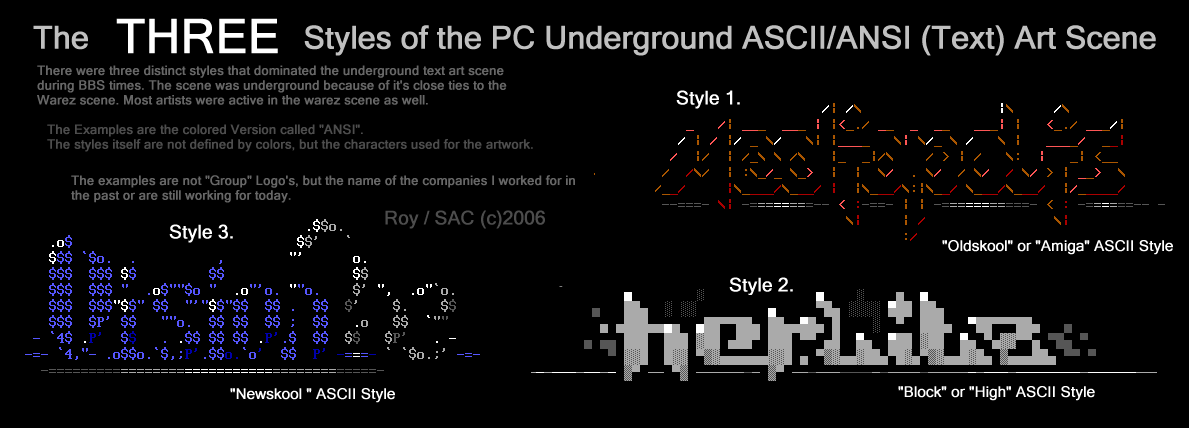 The THREE Styles of the PC Underground ASCII/ANSI (Text) Art Scene
There were three distinct styles that dominated the underground text art scene
during BBS times. The scene was underground because of it's close ties to the
Warez scene. Most artists were active in the warez scene as well.
The Examples are the colored Version called "ANSI".
The styles itself are not defined by colors, but the characters used for the artwork.
The examples are not "Group" Logo's, but the name of the companies I worked for in
the past or are still working for today.
Roy / SAC (c)2006
Style 1.
"Oldskool" or "Amiga" ASCII Style
Style 3.
"Newskool " ASCII Style
Style 2.
"Block" or "High" ASCII Style